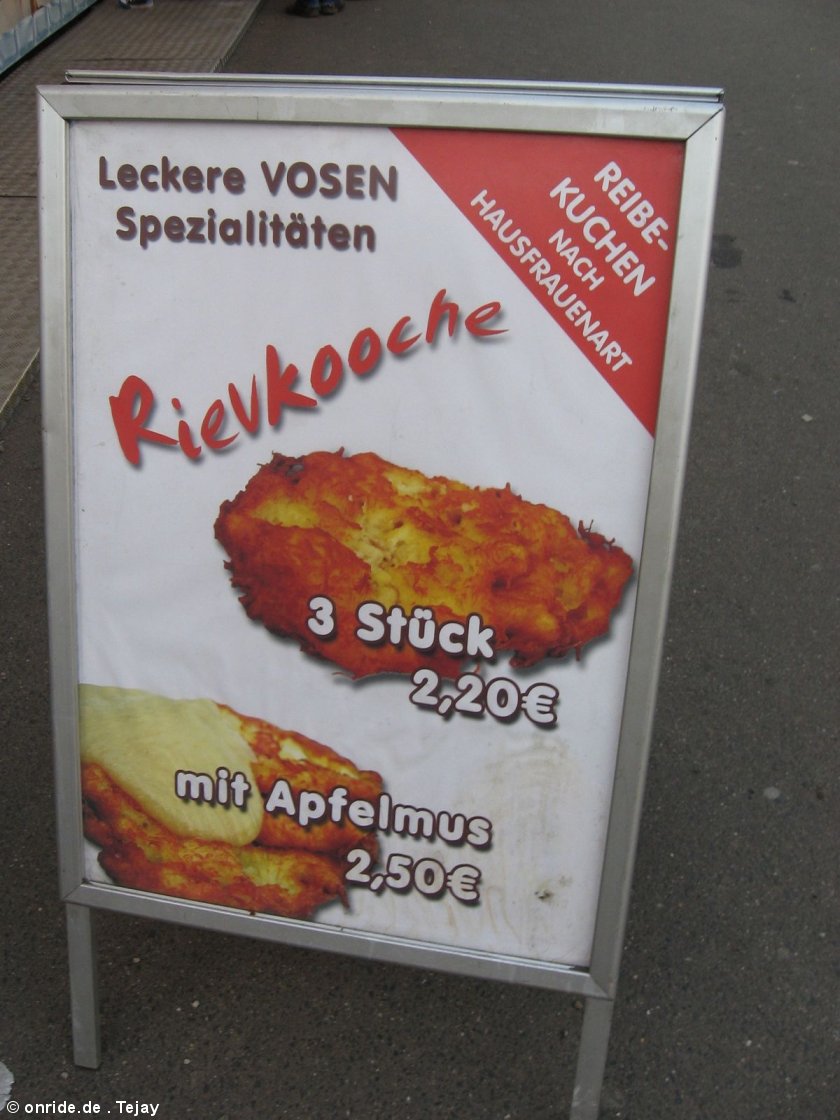 Leckere VOSEN
Spezialitäten
REIBE-
KUCHEN
NACH
HAUSFRAUENART
Rievkooche
3 Stück
2,20€
mit Apfelmus
2,50€
© onride.de . Tejay